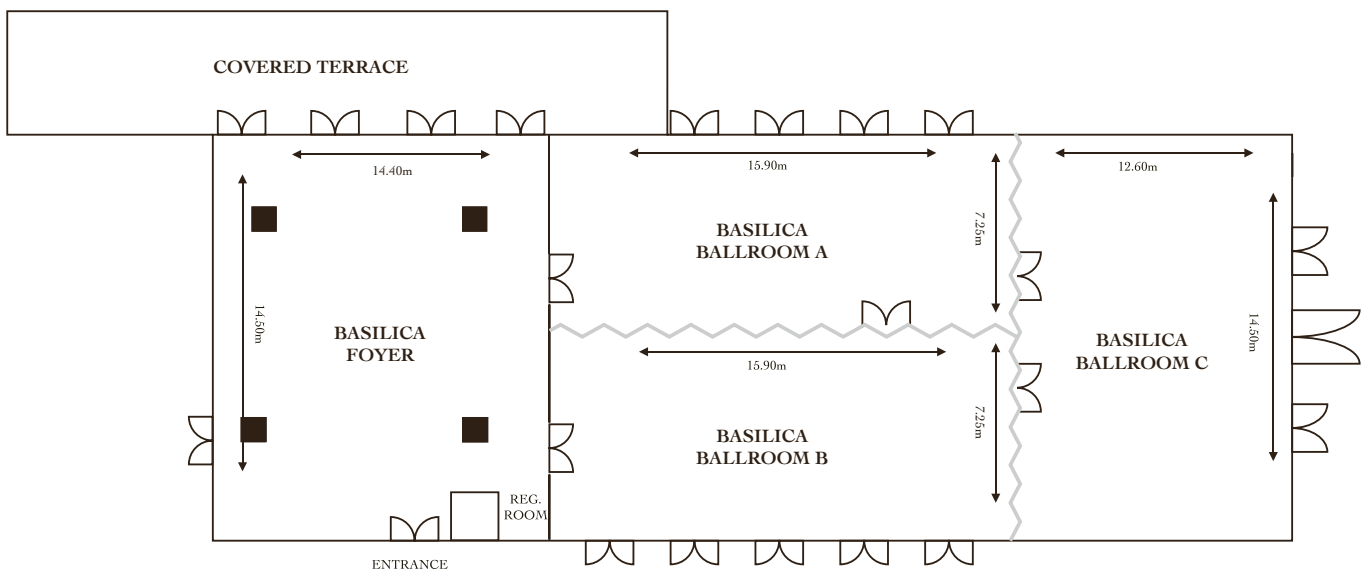 COVERED TERRACE
14.40m
15.90m
12.60m
7.25m
BASILICA
BALLROOM A
14.50m
BASILICA
FOYER
14.50m
BASILICA
BALLROOM C
15.90m
7.25m
BASILICA
BALLROOM B
REG.
ROOM
ENTRANCE